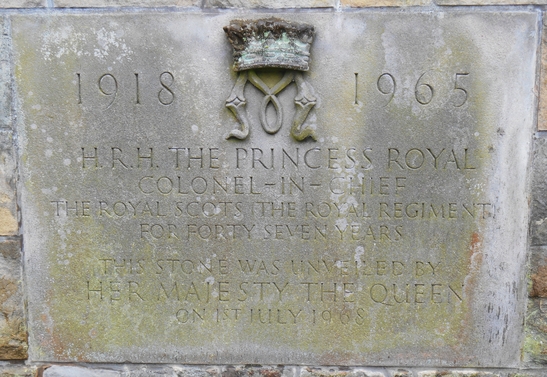 1918 1965
H.R.H. THE PRINCESS ROYAL
COLONEL-IN-CHIEF
THE ROYAL SCOTS (THE ROYAL REGIMENT)
FOR FORTY SEVEN YEARS
THIS STONE WAS UNVEILED BY
HER MAJESTY THE QUEEN
ON 1ST JULY 1968